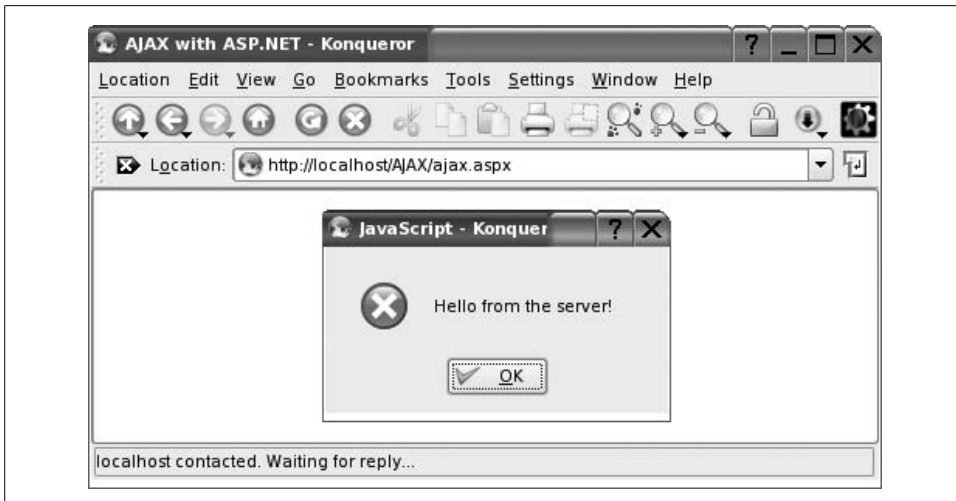 AJAX with ASP.NET - Konqueror
Location Edit View Go Bookmarks Tools Settings Window Help
Location: http://localhost/AJAX/ajax.aspx
JavaScript - Konquer
Hello from the server!
OK
localhost contacted. Waiting for reply...